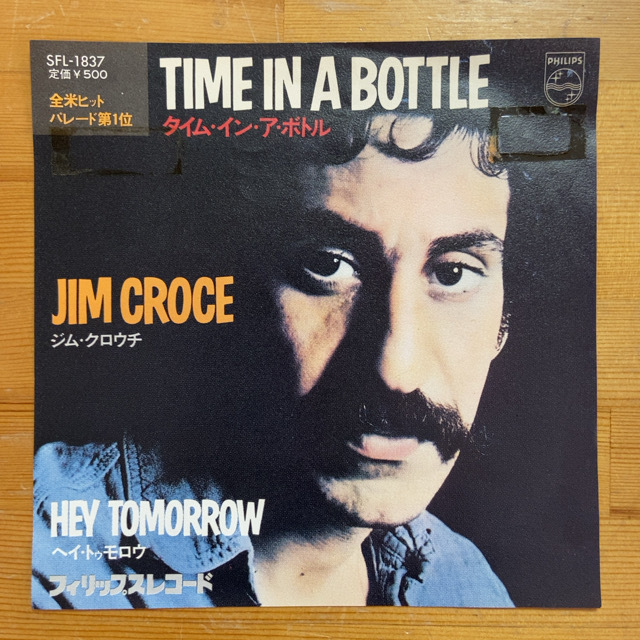 SFL-1837
定価¥500
全米ヒット
パレード第1位
TIME IN A BOTTLE
タイム・イン・ア・ボトル
PHILIPS
JIM CROCE
ジム・クロウチ
HEY TOMORROW
ヘイ・トゥモロウ
フィリップスレコード